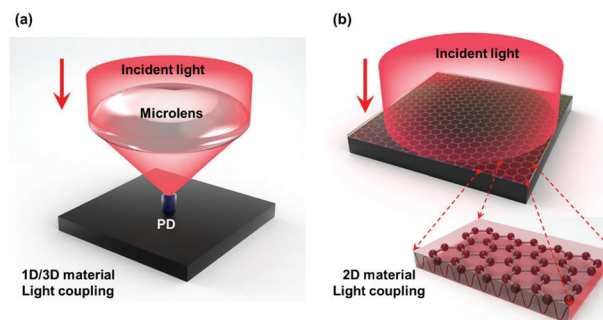 (a)
Incident light
Microlens
PD
1D/3D material
Light coupling
(b)
Incident light
2D material
Light coupling